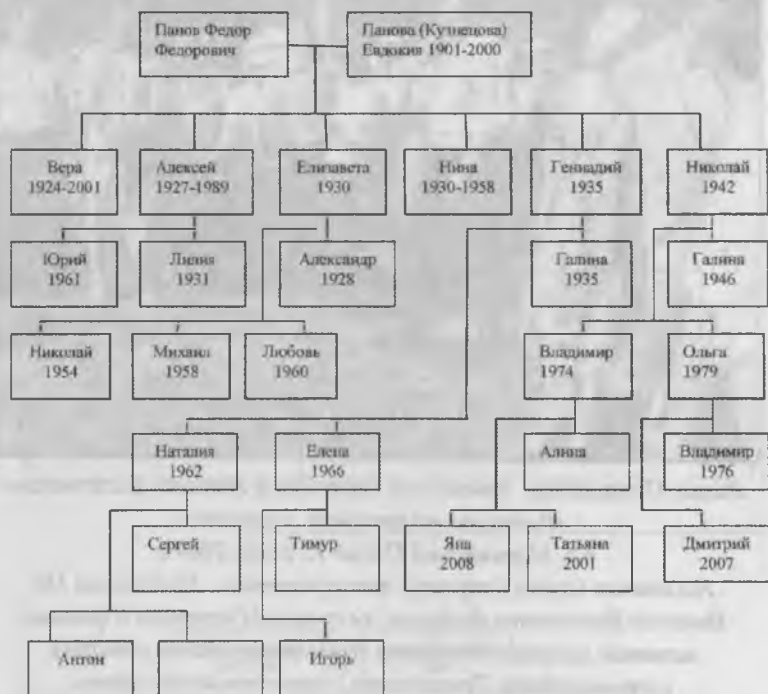 Панов Федор
Федорович
Панова (Кузнецова)
Евдокия 1901-2000
Вера
1924-2001
Алексей
1927-1989
Елизавета
1930
Нина
1930-1958
Геннадий
1935
Николай
1942
Юрий
1961
Лилия
1931
Александр
1928
Галина
1935
Галина
1946
Николай
1954
Михаил
1958
Любовь
1960
Владимир
1974
Ольга
1979
Наталия
1962
Елена
1966
Алина
Владимир
1976
Сергей
Тимур
Яна
2008
Татьяна
2001
Дмитрий
2007
Антон
Игорь